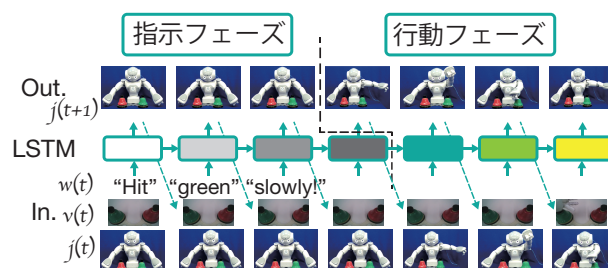 指示フェーズ 行動フェーズ
Out.
j(t+1)
LSTM
w(t) “Hit” “green” “slowly!”
In. v(t)
j(t)